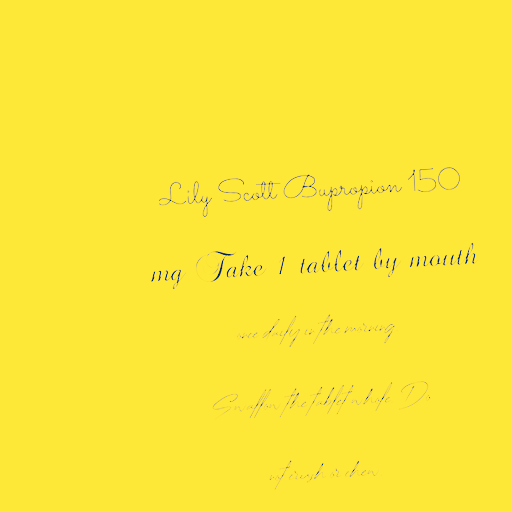 Lily Scott Bupropion 150
mg Take 1 tablet by mouth
once daily in the morning
Swallow the tablet whole Do
not crush or chew